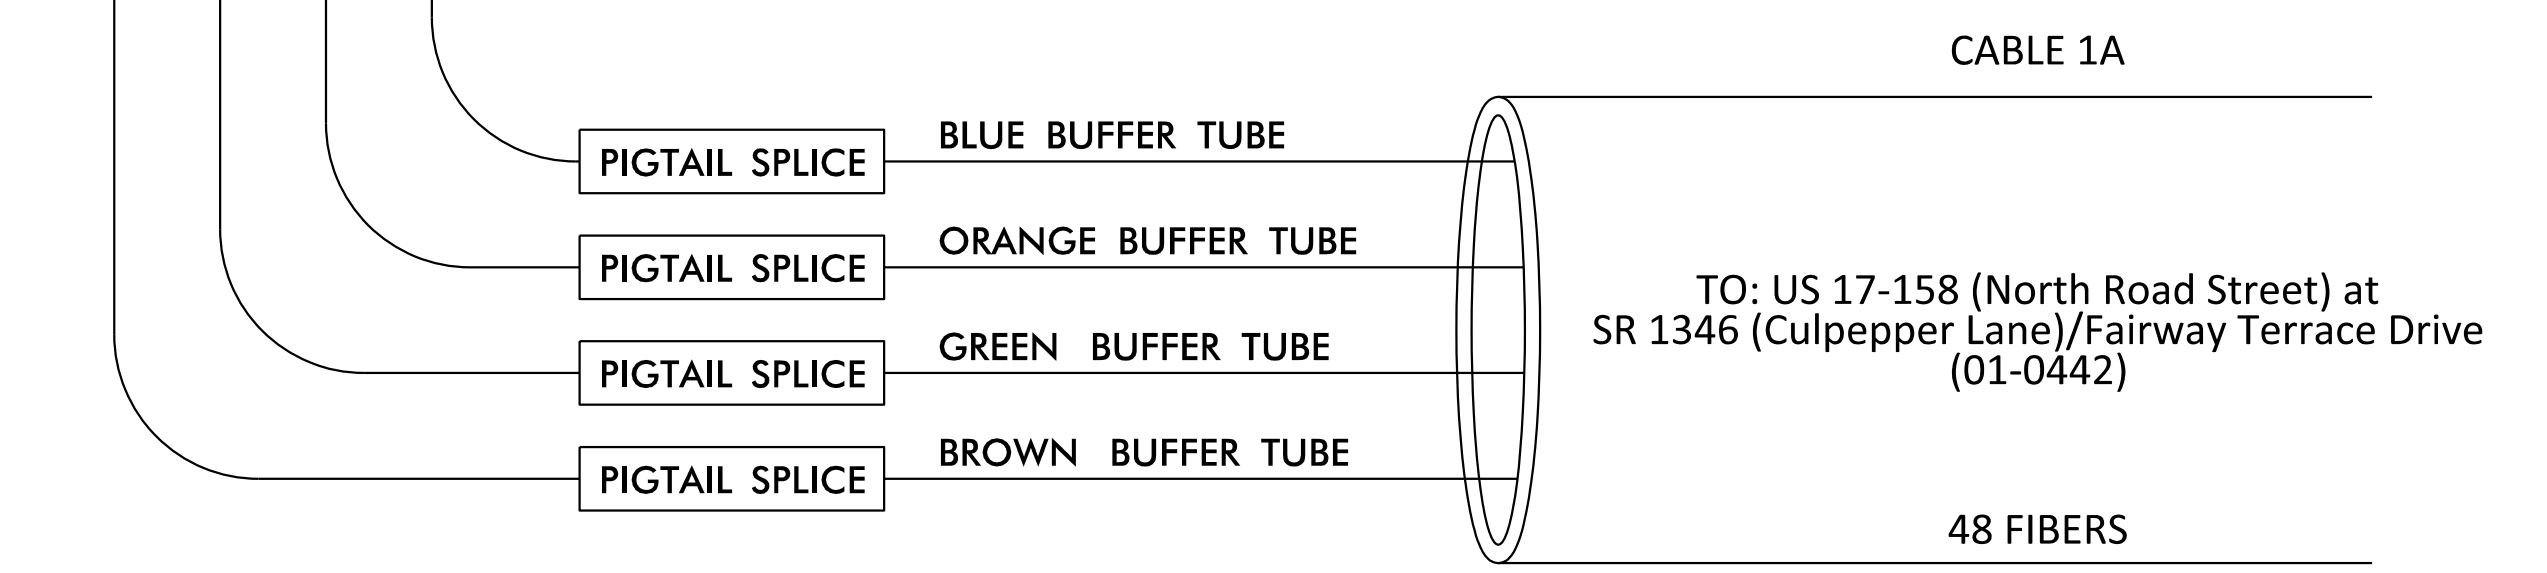 CABLE 1A
BLUE BUFFER TUBE
PIGTAIL SPLICE
ORANGE BUFFER TUBE
PIGTAIL SPLICE
TO: US 17-158 (North Road Street) at
SR 1346 (Culpepper Lane)/Fairway Terrace Drive
(01-0442)
GREEN BUFFER TUBE
PIGTAIL SPLICE
BROWN BUFFER TUBE
PIGTAIL SPLICE
48 FIBERS